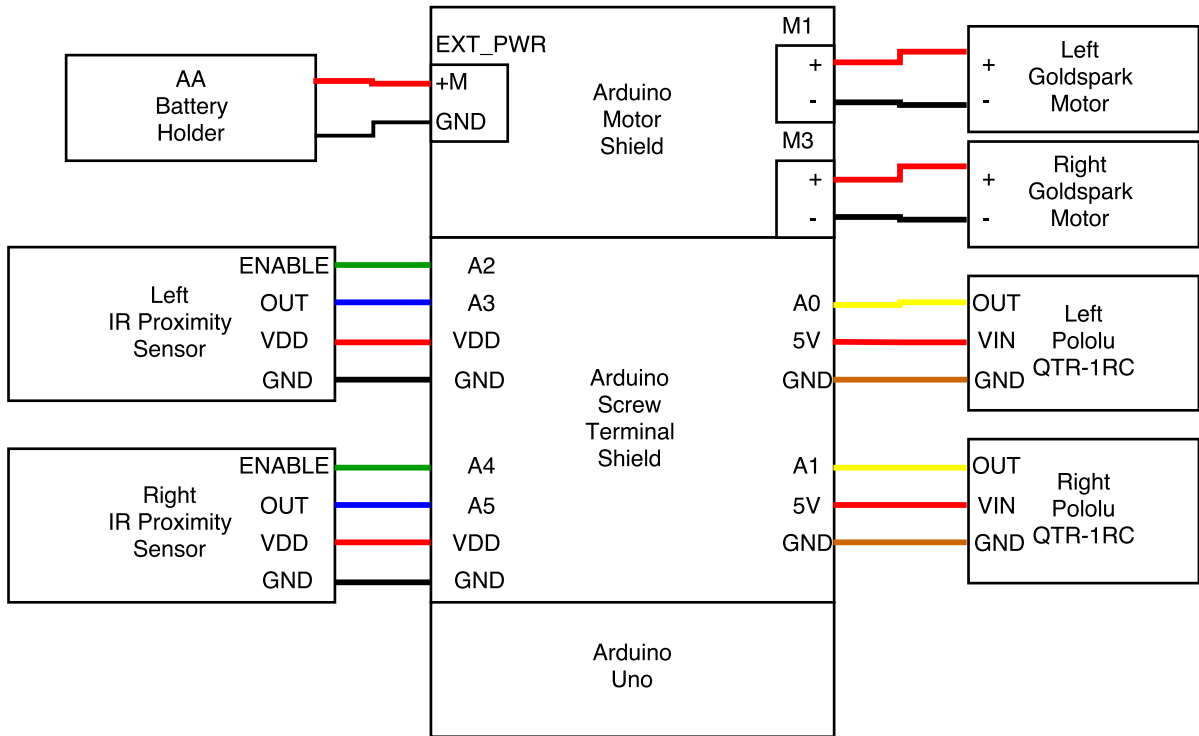 AA
Battery
Holder
EXT_PWR
+M
GND
Arduino
Motor
Shield
M1
+
-
M3
+
-
+
-
Left
Goldspark
Motor
+
-
Right
Goldspark
Motor
Left
IR Proximity
Sensor
ENABLE
OUT
VDD
GND
A2
A3
VDD
GND
Right
IR Proximity
Sensor
ENABLE
OUT
VDD
GND
A4
A5
VDD
GND
Arduino
Screw
Terminal
Shield
A0
5V
GND
OUT
VIN
GND
Left
Pololu
QTR-1RC
A1
5V
GND
OUT
VIN
GND
Right
Pololu
QTR-1RC
Arduino
Uno